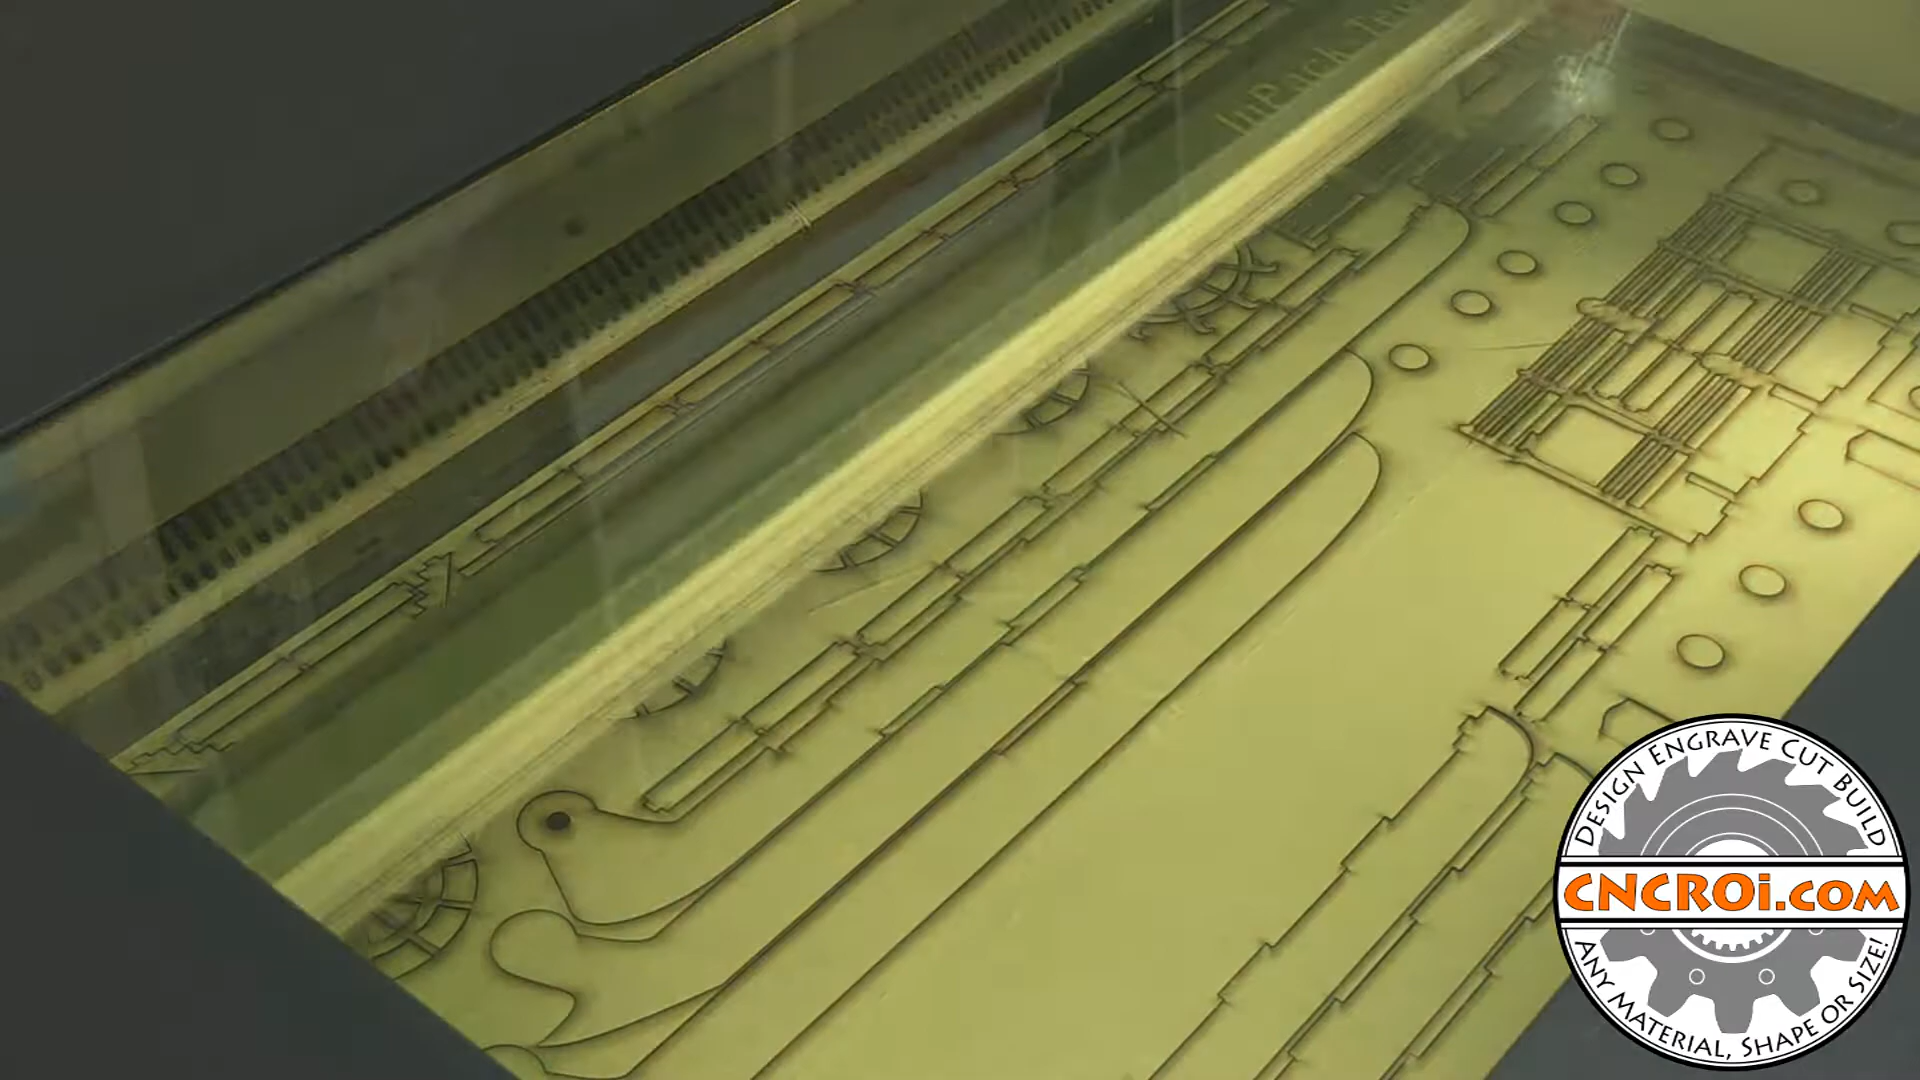 DESIGN ENGRAVE CUT BUILD
CNCROi.COM
ANY MATERIAL, SHAPE OR SIZE!